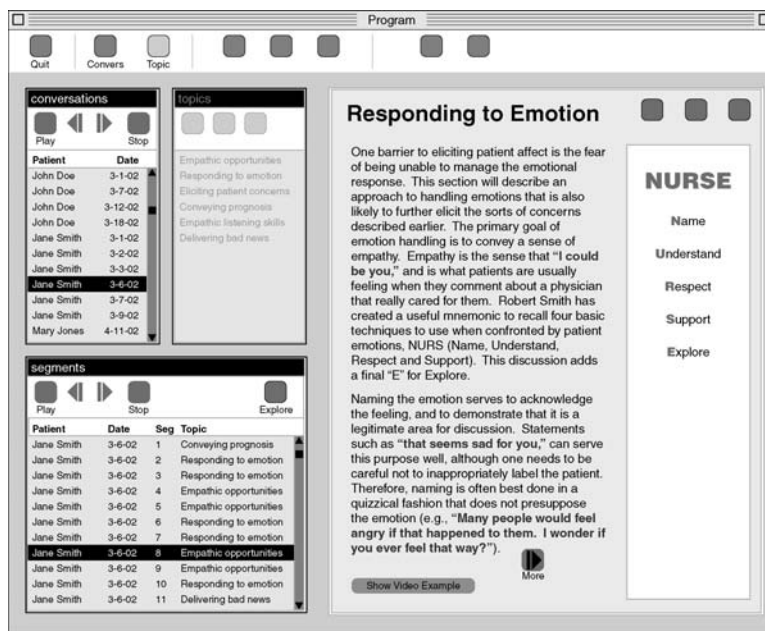 Program
Quit
Convers
Topic
conversations
Play
Stop
Patient Date
John Doe 3-1-02
John Doe 3-7-02
John Doe 3-12-02
John Doe 3-18-02
Jane Smith 3-1-02
Jane Smith 3-2-02
Jane Smith 3-3-02
Jane Smith 3-6-02
Jane Smith 3-7-02
Jane Smith 3-9-02
Mary Jones 4-11-02
topics
Empathic opportunities
Responding to emotion
Eliciting patient concerns
Conveying prognosis
Empathic listening skills
Delivering bad news
segments
Play
Stop
Explore
Patient Date Seg Topic
Jane Smith 3-6-02 1 Conveying prognosis
Jane Smith 3-6-02 2 Responding to emotion
Jane Smith 3-6-02 3 Responding to emotion
Jane Smith 3-6-02 4 Empathic opportunities
Jane Smith 3-6-02 5 Empathic opportunities
Jane Smith 3-6-02 6 Responding to emotion
Jane Smith 3-6-02 7 Responding to emotion
Jane Smith 3-6-02 8 Empathic opportunities
Jane Smith 3-6-02 9 Empathic opportunities
Jane Smith 3-6-02 10 Responding to emotion
Jane Smith 3-6-02 11 Delivering bad news
Responding to Emotion
One barrier to eliciting patient affect is the fear
of being unable to manage the emotional
response. This section will describe an
approach to handling emotions that is also
likely to further elicit the sorts of concerns
described earlier. The primary goal of
emotion handling is to convey a sense of
empathy. Empathy is the sense that "I could
be you," and is what patients are usually
feeling when they comment about a physician
that really cared for them. Robert Smith has
created a useful mnemonic to recall four basic
techniques to use when confronted by patient
emotions, NURS (Name, Understand,
Respect and Support). This discussion adds
a final "E" for Explore.
Naming the emotion serves to acknowledge
the feeling, and to demonstrate that it is a
legitimate area for discussion. Statements
such as "that seems sad for you," can serve
this purpose well, although one needs to be
careful not to inappropriately label the patient.
Therefore, naming is often best done in a
quizzical fashion that does not presuppose
the emotion (e.g., "Many people would feel
angry if that happened to them. I wonder if
you ever feel that way?").
More
Show Video Example
NURSE
Name
Understand
Respect
Support
Explore